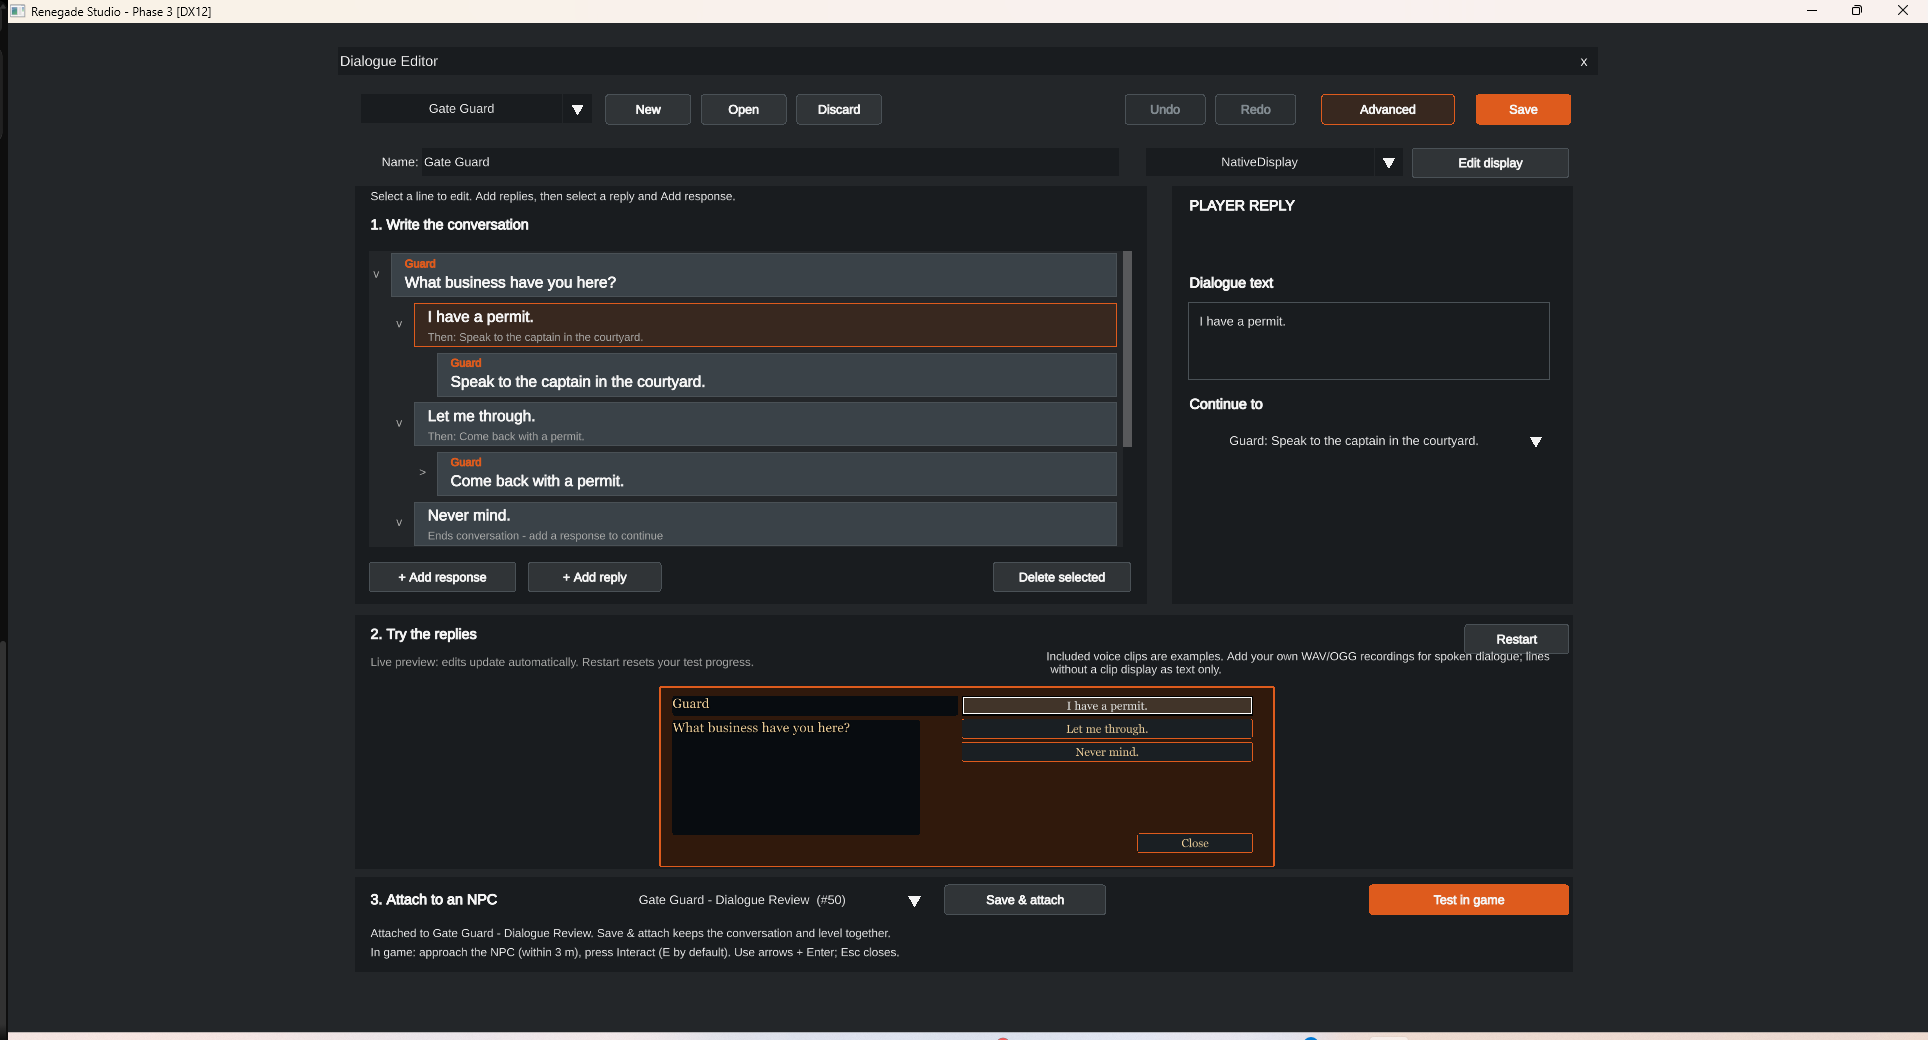 Renegade Studio - Phase 3 [DX12]
Dialogue Editor
x
Gate Guard
New
Open
Discard
Undo
Redo
Advanced
Save
Name: Gate Guard
NativeDisplay
Edit display
Select a line to edit. Add replies, then select a reply and Add response.
1. Write the conversation
v
Guard
What business have you here?
v
I have a permit.
Then: Speak to the captain in the courtyard.
Guard
Speak to the captain in the courtyard.
v
Let me through.
Then: Come back with a permit.
>
Guard
Come back with a permit.
v
Never mind.
Ends conversation - add a response to continue
+ Add response
+ Add reply
Delete selected
PLAYER REPLY
Dialogue text
I have a permit.
Continue to
Guard: Speak to the captain in the courtyard.
2. Try the replies
Restart
Live preview: edits update automatically. Restart resets your test progress.
Included voice clips are examples. Add your own WAV/OGG recordings for spoken dialogue; lines
without a clip display as text only.
Guard
What business have you here?
I have a permit.
Let me through.
Never mind.
Close
3. Attach to an NPC
Gate Guard - Dialogue Review (#50)
Save & attach
Test in game
Attached to Gate Guard - Dialogue Review. Save & attach keeps the conversation and level together.
In game: approach the NPC (within 3 m), press Interact (E by default). Use arrows + Enter; Esc closes.